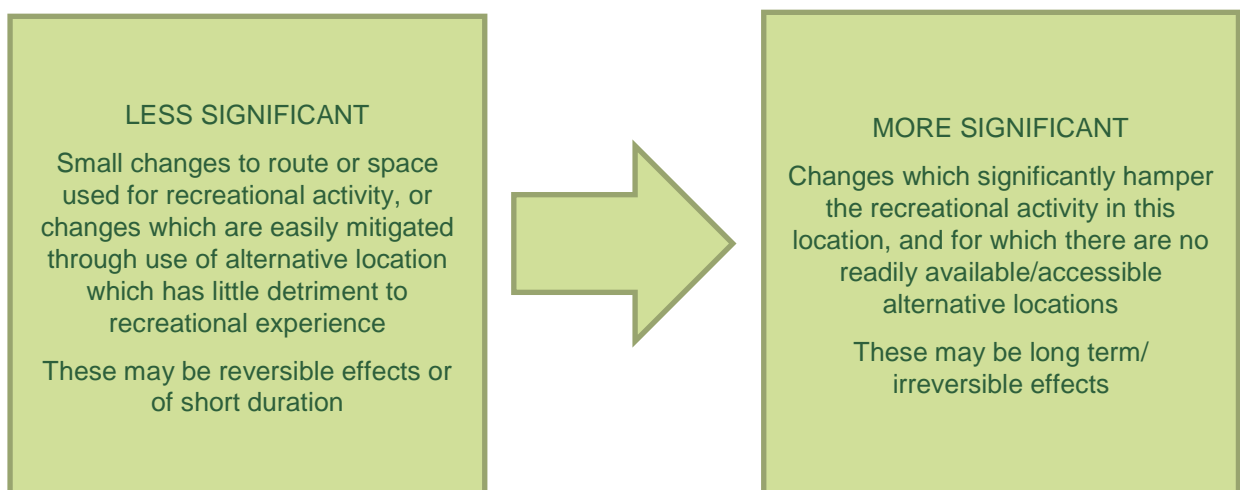 LESS SIGNIFICANT
Small changes to route or space
used for recreational activity, or
changes which are easily mitigated
through use of alternative location
which has little detriment to
recreational experience
These may be reversible effects or
of short duration
MORE SIGNIFICANT
Changes which significantly hamper
the recreational activity in this
location, and for which there are no
readily available/accessible
alternative locations
These may be long term/
irreversible effects